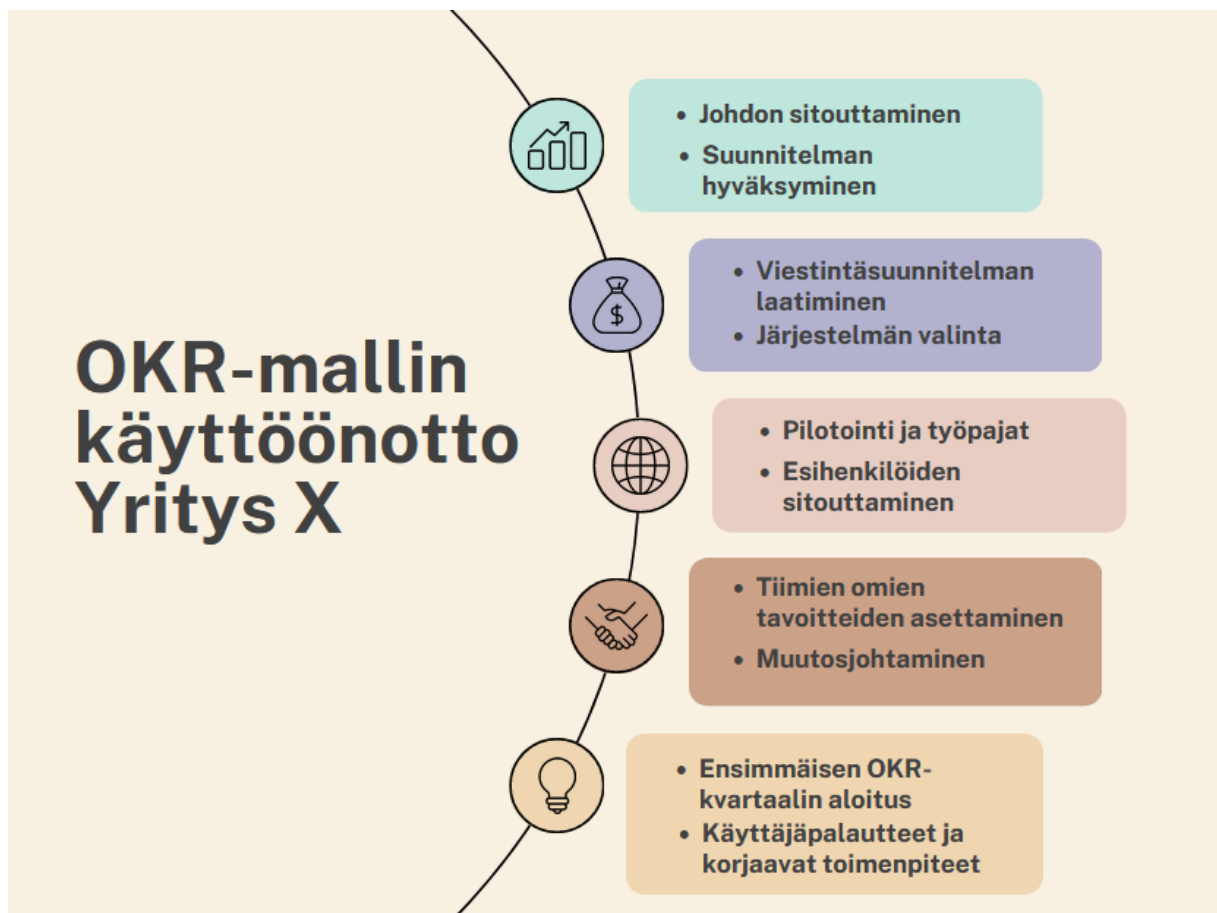 OKR-mallin
käyttöönotto
Yritys X
• Johdon sitouttaminen
• Suunnitelman
hyväksyminen
$
• Viestintäsuunnitelman
laatiminen
• Järjestelmän valinta
• Pilotointi ja työpajat
• Esihenkilöiden
sitouttaminen
• Tiimien omien
tavoitteiden asettaminen
• Muutosjohtaminen
• Ensimmäisen OKR-
kvartaalin aloitus
• Käyttäjäpalautteet ja
korjaavat toimenpiteet